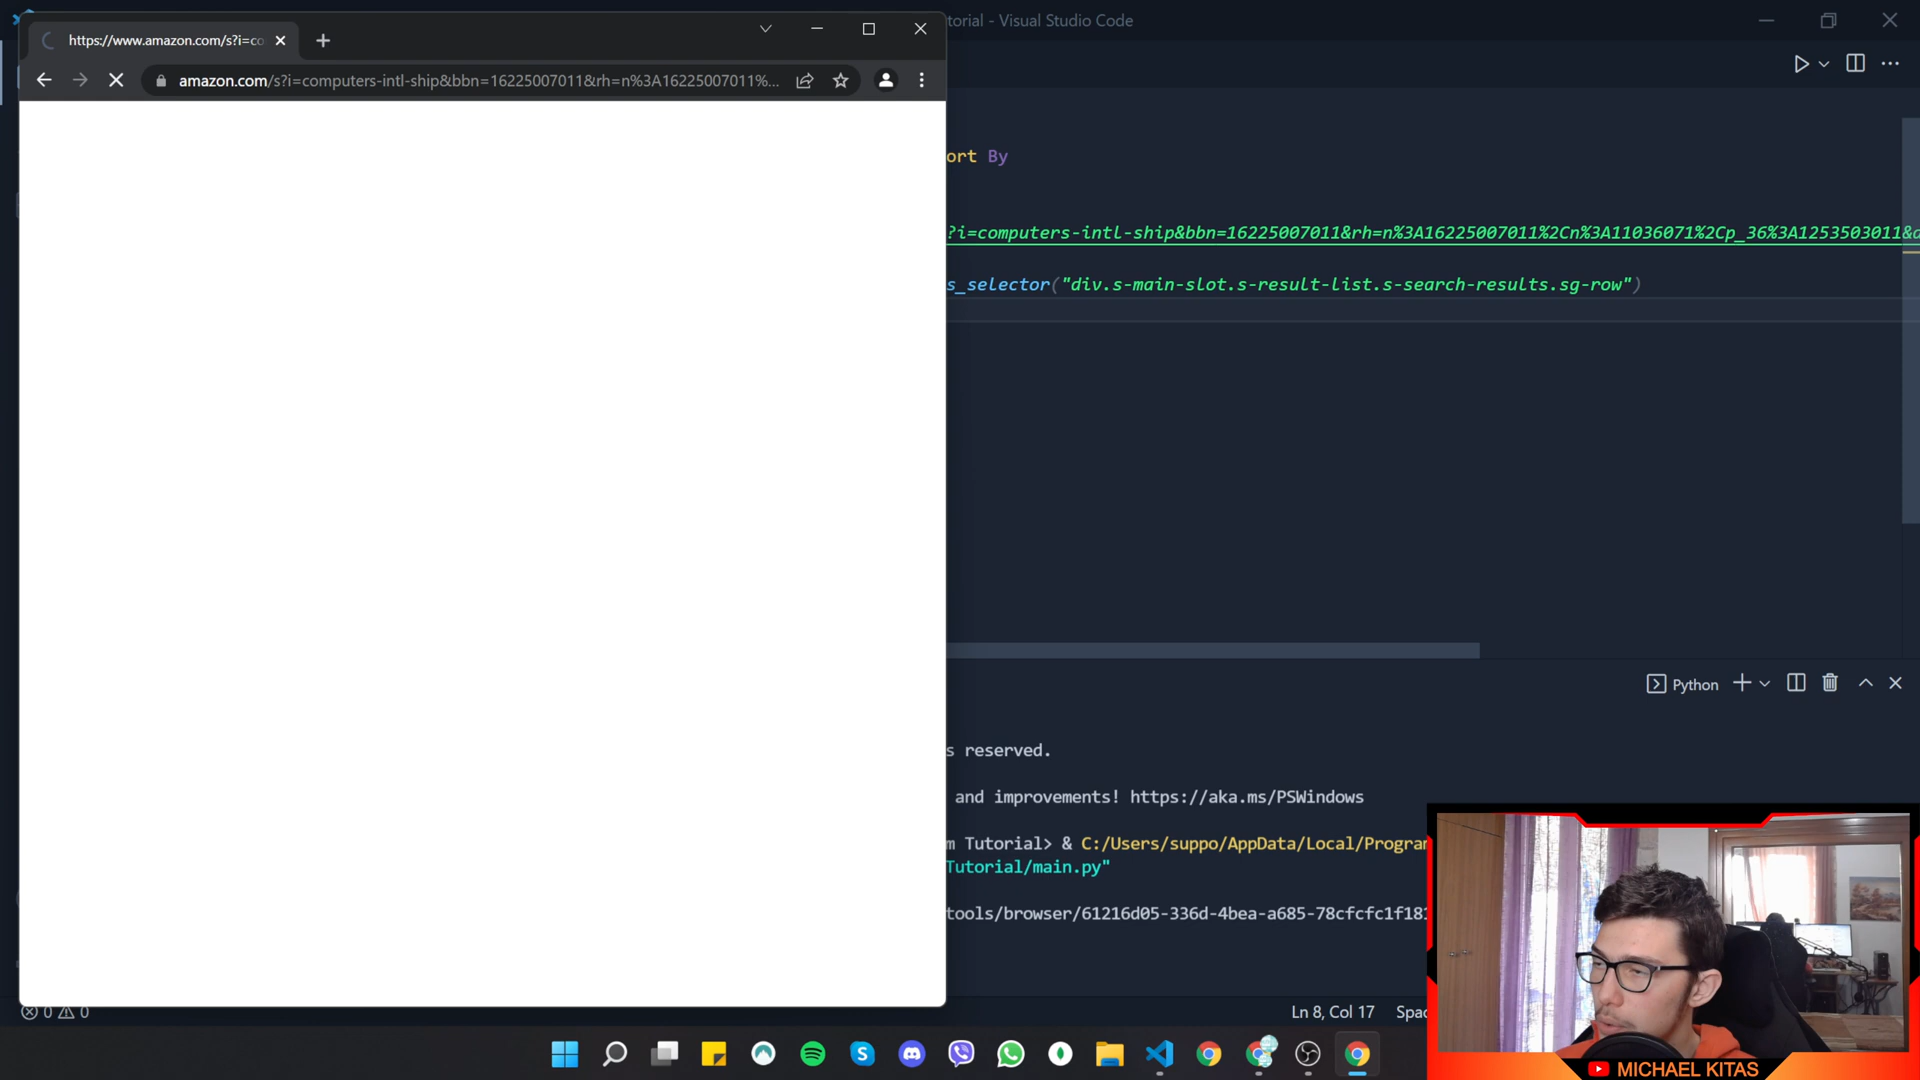 https://www.amazon.com/s?i=co
torial - Visual Studio Code
amazon.com/s?i=computers-intl-ship&bbn=16225007011&rh=n%3A16225007011%...
ort By
?i=computers-intl-ship&bbn=16225007011&rh=n%3A16225007011%2Cn%3A11036071%2Cp_36%3A1253503011&
s_selector("div.s-main-slot.s-result-list.s-search-results.sg-row")
Python
s reserved.
and improvements! https://aka.ms/PSWindows
m Tutorial> & C:/Users/suppo/AppData/Local/Program
Tutorial/main.py"
tools/browser/61216d05-336d-4bea-a685-78cfcfc1f181
0 0
Ln 8, Col 17
Spac
MICHAEL KITAS